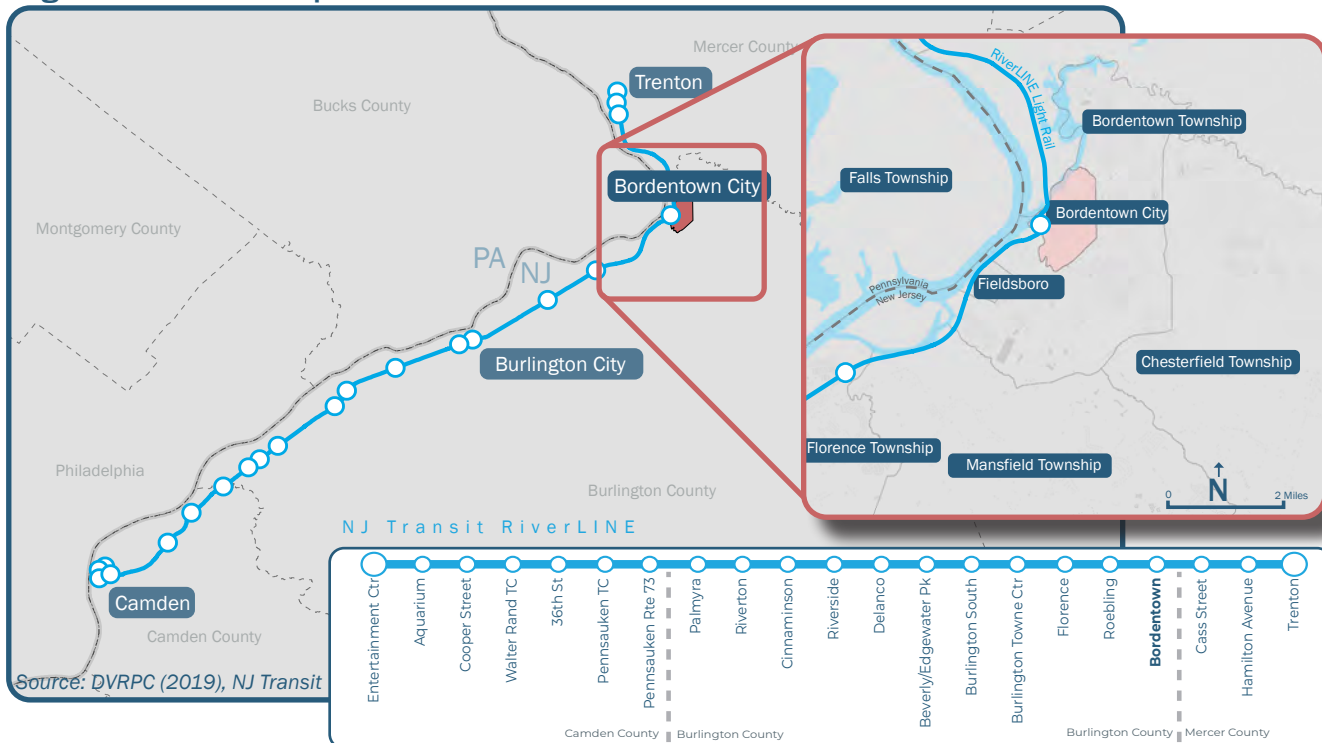 Mercer County
Trenton
Bucks County
Bordentown City
Montgomery County
PA
NJ
Burlington City
Philadelphia
Burlington County
Camden
Camden County
Source: DVRPC (2019), NJ Transit
RiverLINE Light Rail
Bordentown Township
Falls Township
Bordentown City
Pennsylvania
New Jersey
Fieldsboro
Chesterfield Township
Florence Township
Mansfield Township
N
0
2 Miles
NJ Transit RiverLINE
Entertainment Ctr
Aquarium
Cooper Street
Walter Rand TC
36th St
Pennsauken TC
Pennsauken Rte 73
Palmyra
Riverton
Cinnaminson
Riverside
Delanco
Beverly/Edgewater Pk
Burlington South
Burlington Towne Ctr
Florence
Roebling
Bordentown
Cass Street
Hamilton Avenue
Trenton
Camden County
Burlington County
Burlington County
Mercer County